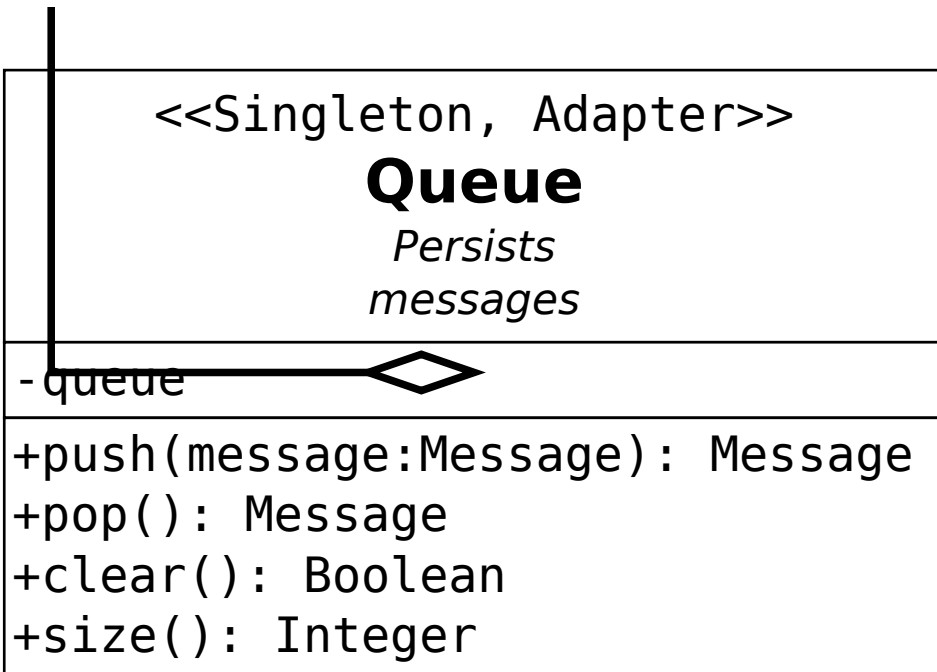 <<Singleton, Adapter>>
Queue
Persists
messages
-queue
+push(message:Message): Message
+pop(): Message
+clear(): Boolean
+size(): Integer